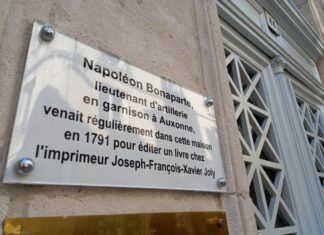 Napoléon Bonaparte,
lieutenant d'artillerie
en garnison à Auxonne,
venait régulièrement dans cette maison
en 1791 pour éditer un livre chez
l'imprimeur Joseph-François-Xavier Joly